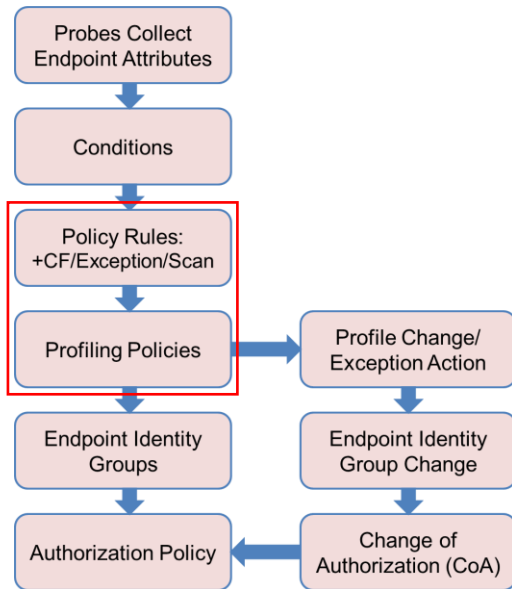 Probes Collect
Endpoint Attributes
Conditions
Policy Rules:
+CF/Exception/Scan
Profiling Policies
Profile Change/
Exception Action
Endpoint Identity
Groups
Endpoint Identity
Group Change
Authorization Policy
Change of
Authorization (CoA)